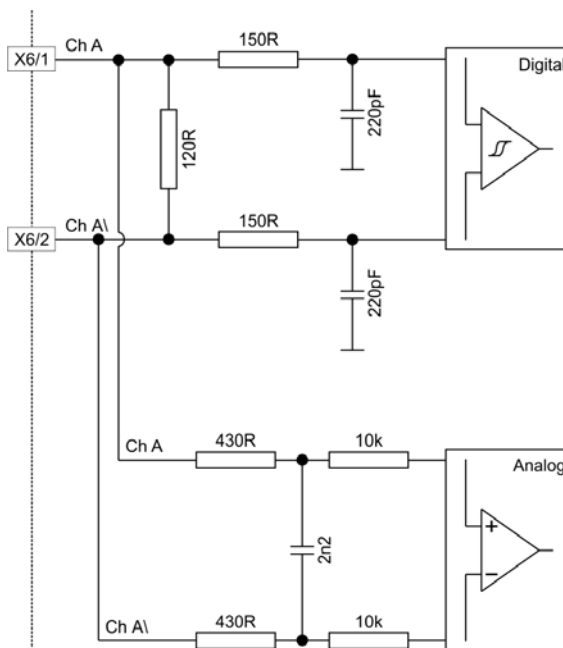 X6/1
Ch A
150R
Digital
220pF
120R
X6/2
Ch A\
150R
220pF
Ch A
430R
10k
Analog
+
2n2
−
Ch A\
430R
10k